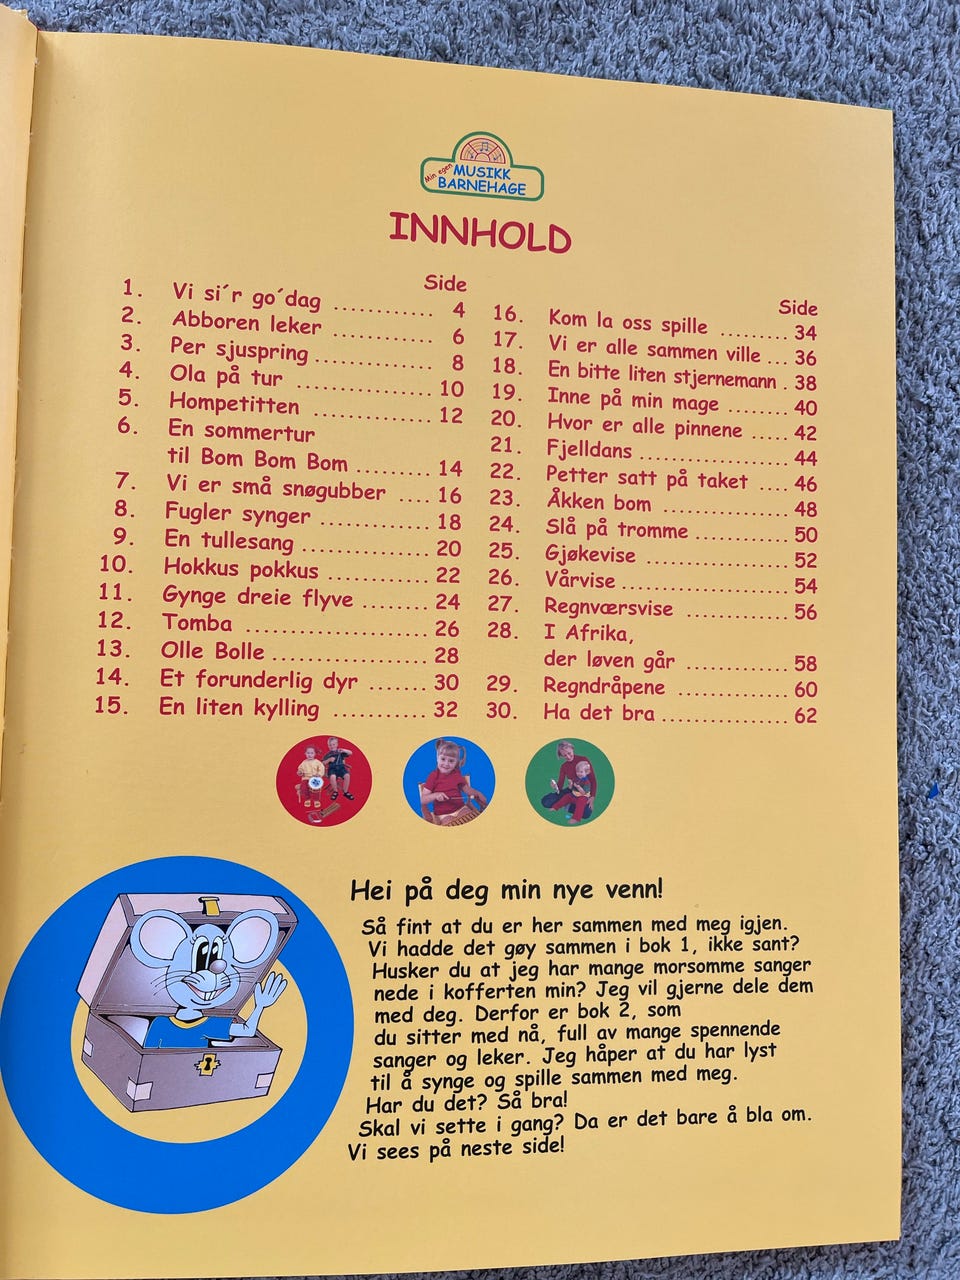 Min egen
MUSIKK
BARNEHAGE
INNHOLD
Side
1. Vi si´r go´dag ............ 4
2. Abboren leker ............ 6
3. Per sjuspring .............. 8
4. Ola på tur ................. 10
5. Hompetitten ............... 12
6. En sommertur
til Bom Bom Bom ......... 14
7. Vi er små snøgubber .... 16
8. Fugler synger .............. 18
9. En tullesang ............... 20
10. Hokkus pokkus ............ 22
11. Gynge dreie flyve ........ 24
12. Tomba ...................... 26
13. Olle Bolle ................... 28
14. Et forunderlig dyr ....... 30
15. En liten kylling ........... 32
Side
16. Kom la oss spille ........ 34
17. Vi er alle sammen ville ... 36
18. En bitte liten stjernemann . 38
19. Inne på min mage ........ 40
20. Hvor er alle pinnene ..... 42
21. Fjelldans .................. 44
22. Petter satt på taket .... 46
23. Åkken bom ............... 48
24. Slå på tromme ............ 50
25. Gjøkevise .................. 52
26. Vårvise ..................... 54
27. Regnværsvise ............. 56
28. I Afrika,
der løven går ............. 58
29. Regndråpene .............. 60
30. Ha det bra ................ 62
Hei på deg min nye venn!
Så fint at du er her sammen med meg igjen.
Vi hadde det gøy sammen i bok 1, ikke sant?
Husker du at jeg har mange morsomme sanger
nede i kofferten min? Jeg vil gjerne dele dem
med deg. Derfor er bok 2, som
du sitter med nå, full av mange spennende
sanger og leker. Jeg håper at du har lyst
til å synge og spille sammen med meg.
Har du det? Så bra!
Skal vi sette i gang? Da er det bare å bla om.
Vi sees på neste side!